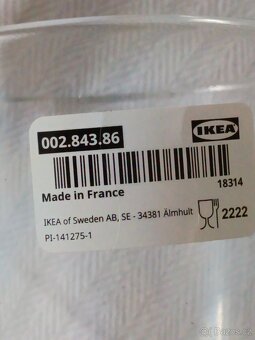 002.843.86
IKEA
18314
Made in France
IKEA of Sweden AB, SE - 34381 Älmhult
PI-141275-1
2222